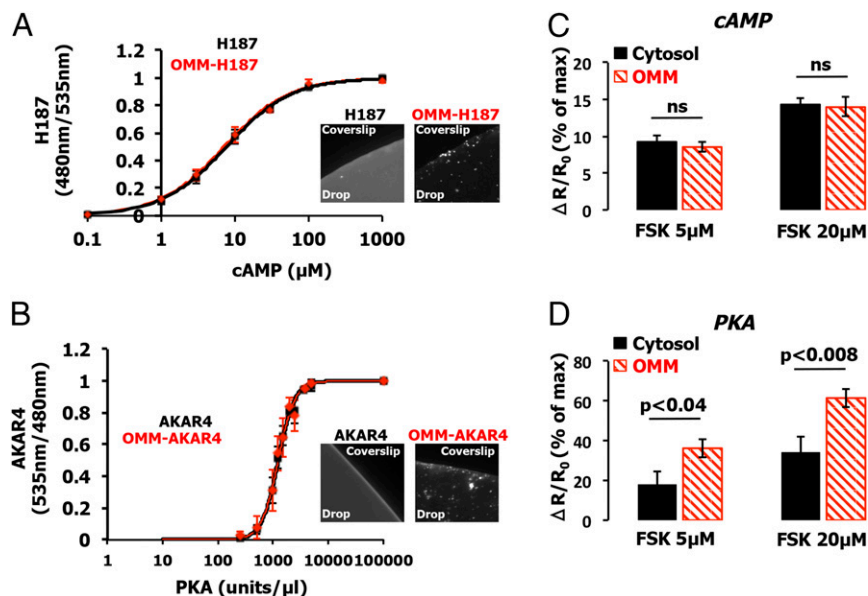 A
H187
OMM-H187
H187
(480nm/535nm)
1.2
1
0.8
0.6
0.4
0.2
0
0.1 1 10 100 1000
cAMP (µM)
H187
OMM-H187
Coverslip
Coverslip
Drop
Drop
B
AKAR4
OMM-AKAR4
AKAR4
(535nm/480nm)
1.2
1
0.8
0.6
0.4
0.2
0
1 10 100 1000 10000 100000
PKA (units/µl)
AKAR4
OMM-AKAR4
Coverslip
Coverslip
Drop
Drop
C
cAMP
Cytosol
OMM
Δ R/R0 (% of max)
20
15
10
5
0
ns
ns
FSK 5µM
FSK 20µM
D
PKA
Cytosol
OMM
Δ R/R0 (% of max)
80
60
40
20
0
p<0.04
p<0.008
FSK 5µM
FSK 20µM